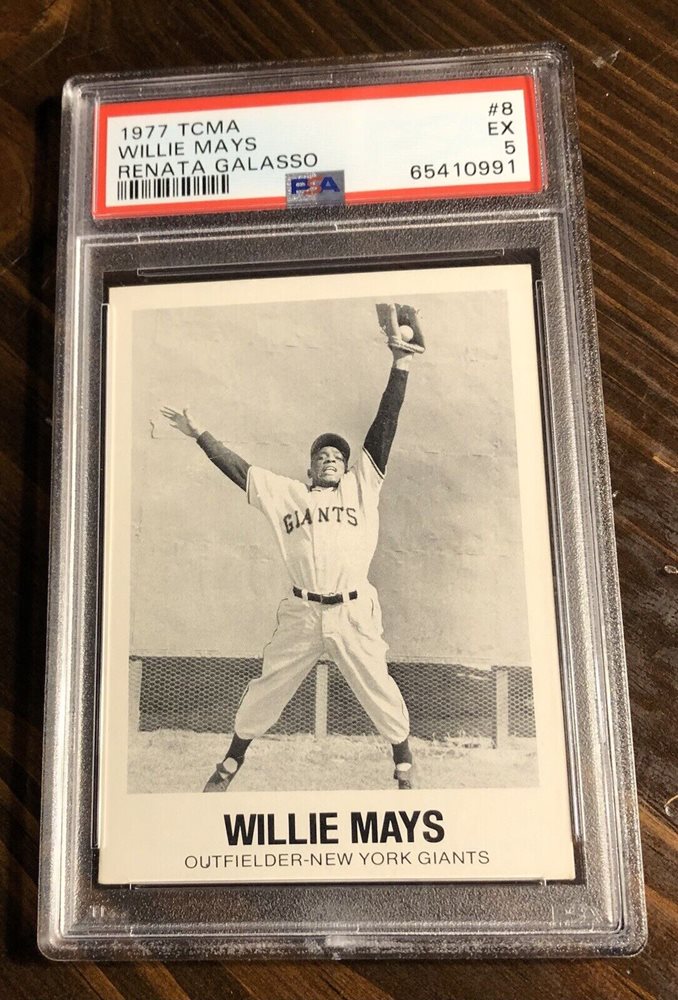 1977 TCMA
WILLIE MAYS
RENATA GALASSO
#8
EX
5
65410991
PSA
GIANTS
WILLIE MAYS
OUTFIELDER-NEW YORK GIANTS